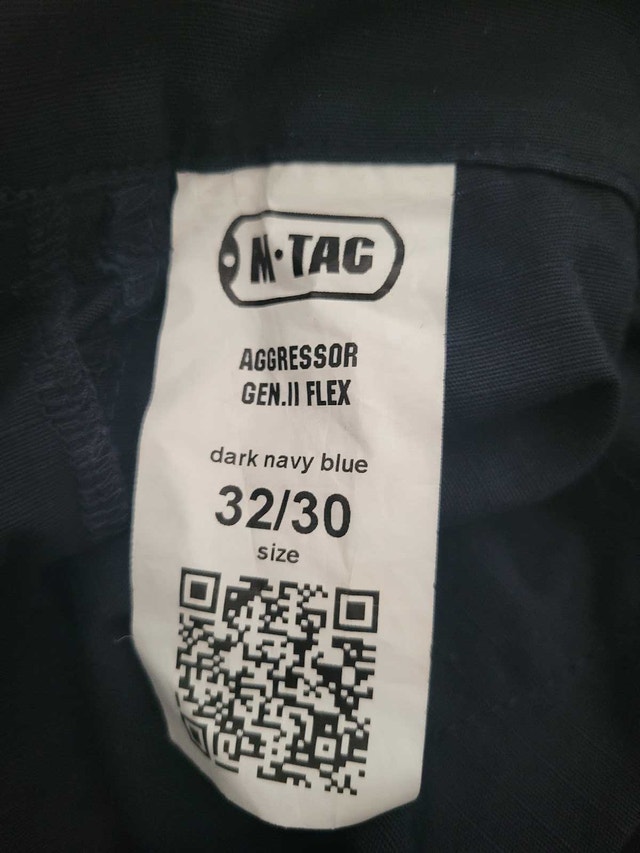 M·TAC
AGGRESSOR
GEN.II FLEX
dark navy blue
32/30
size